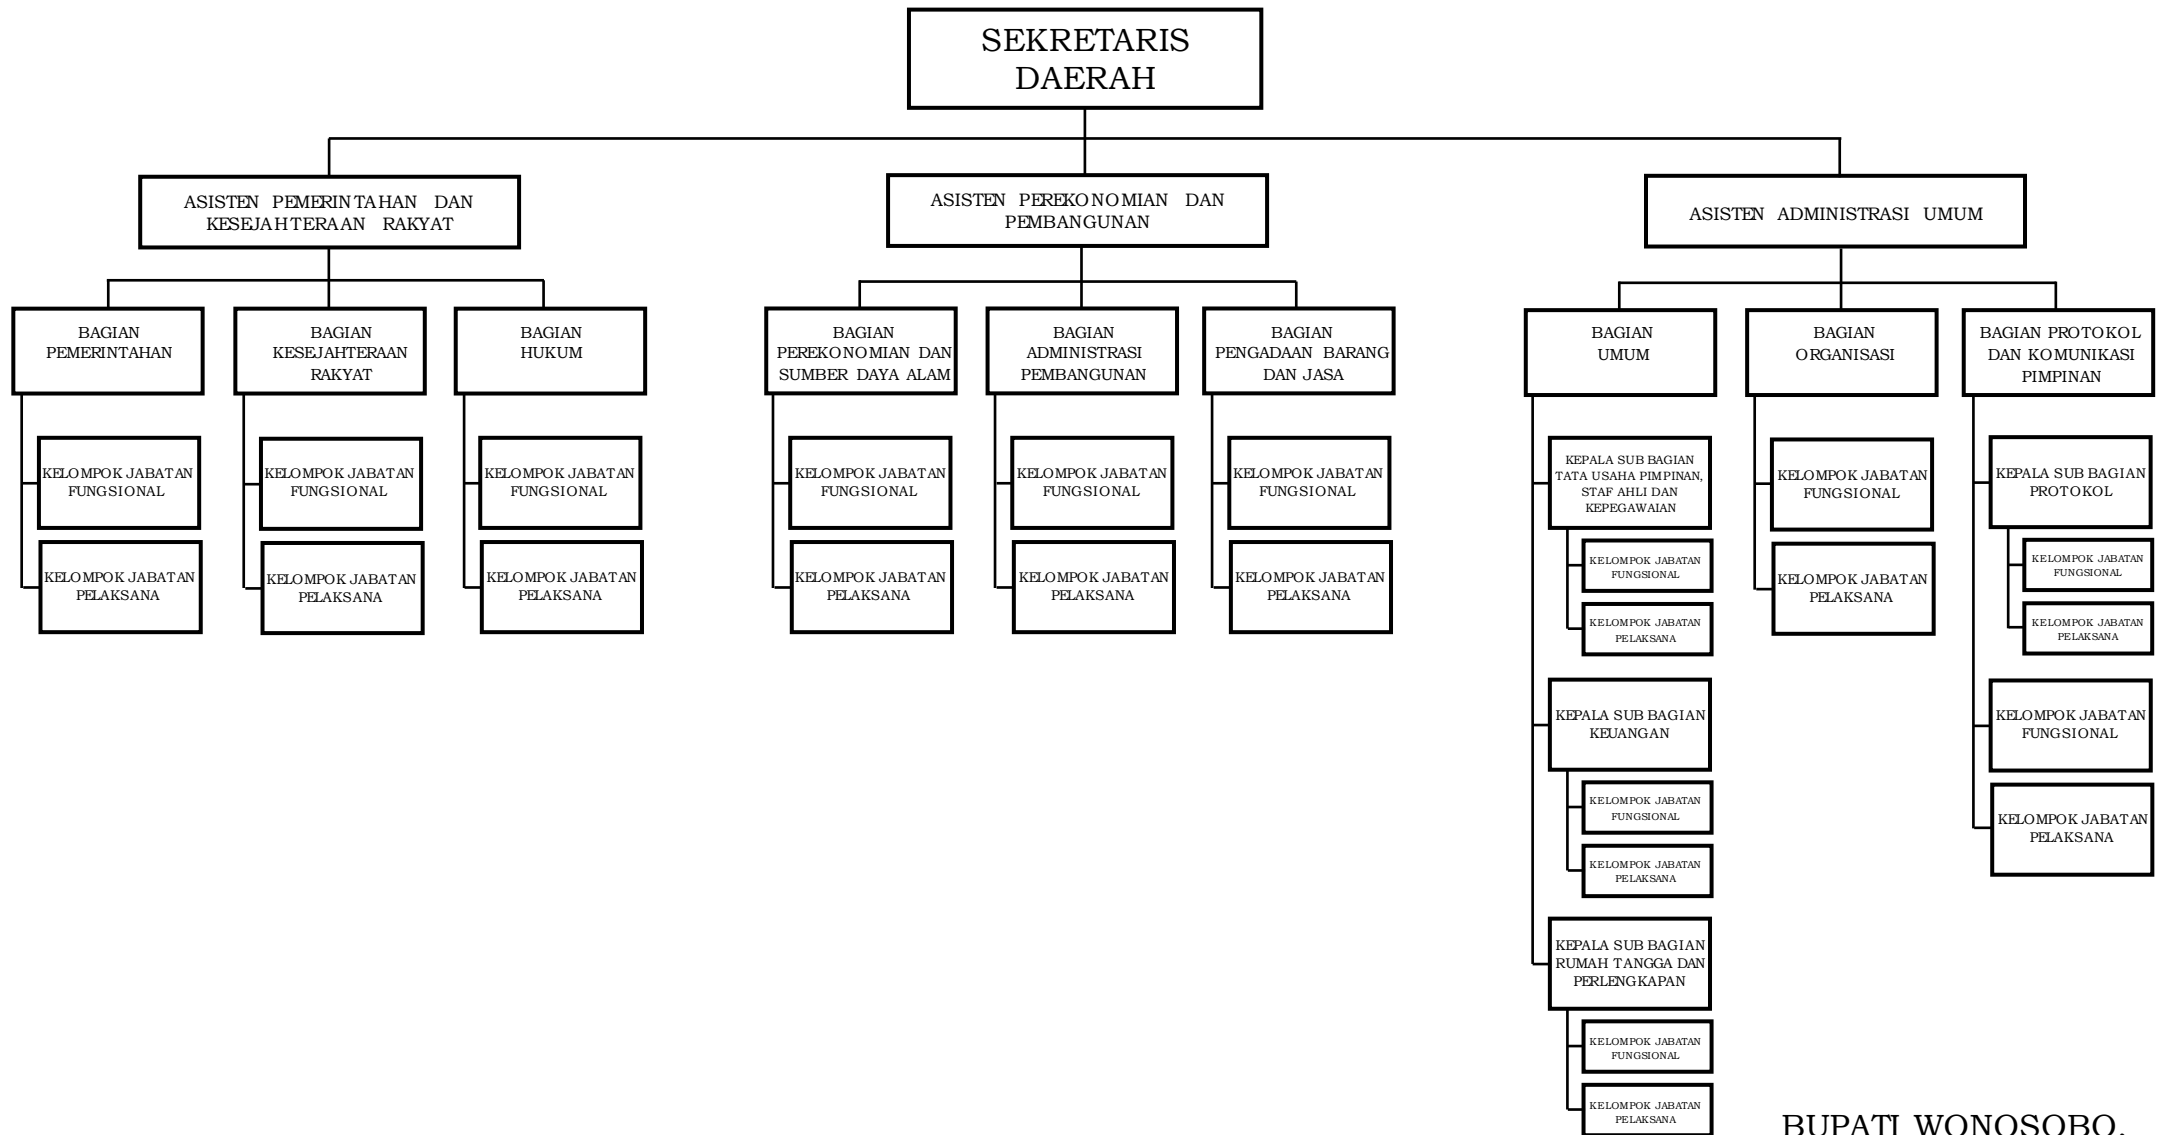 SEKRETARIS
DAERAH
ASISTEN PEMERINTAHAN DAN
KESEJAHTERAAN RAKYAT
ASISTEN PEREKONOMIAN DAN
PEMBANGUNAN
ASISTEN ADMINISTRASI UMUM
BAGIAN
PEMERINTAHAN
BAGIAN
KESEJAHTERAAN
RAKYAT
BAGIAN
HUKUM
BAGIAN
PEREKONOMIAN DAN
SUMBER DAYA ALAM
BAGIAN
ADMINISTRASI
PEMBANGUNAN
BAGIAN
PENGADAAN BARANG
DAN JASA
BAGIAN
UMUM
BAGIAN
ORGANISASI
BAGIAN PROTOKOL
DAN KOMUNIKASI
PIMPINAN
KELOMPOK JABATAN
FUNGSIONAL
KELOMPOK JABATAN
PELAKSANA
KELOMPOK JABATAN
FUNGSIONAL
KELOMPOK JABATAN
PELAKSANA
KELOMPOK JABATAN
FUNGSIONAL
KELOMPOK JABATAN
PELAKSANA
KELOMPOK JABATAN
FUNGSIONAL
KELOMPOK JABATAN
PELAKSANA
KELOMPOK JABATAN
FUNGSIONAL
KELOMPOK JABATAN
PELAKSANA
KELOMPOK JABATAN
FUNGSIONAL
KELOMPOK JABATAN
PELAKSANA
KEPALA SUB BAGIAN
TATA USAHA PIMPINAN,
STAF AHLI DAN
KEPEGAWAIAN
KELOMPOK JABATAN
FUNGSIONAL
KELOMPOK JABATAN
PELAKSANA
KEPALA SUB BAGIAN
KEUANGAN
KELOMPOK JABATAN
FUNGSIONAL
KELOMPOK JABATAN
PELAKSANA
KEPALA SUB BAGIAN
RUMAH TANGGA DAN
PERLENGKAPAN
KELOMPOK JABATAN
FUNGSIONAL
KELOMPOK JABATAN
PELAKSANA
KELOMPOK JABATAN
FUNGSIONAL
KELOMPOK JABATAN
PELAKSANA
KEPALA SUB BAGIAN
PROTOKOL
KELOMPOK JABATAN
FUNGSIONAL
KELOMPOK JABATAN
PELAKSANA
KELOMPOK JABATAN
FUNGSIONAL
KELOMPOK JABATAN
PELAKSANA
BUPATI WONOSOBO,